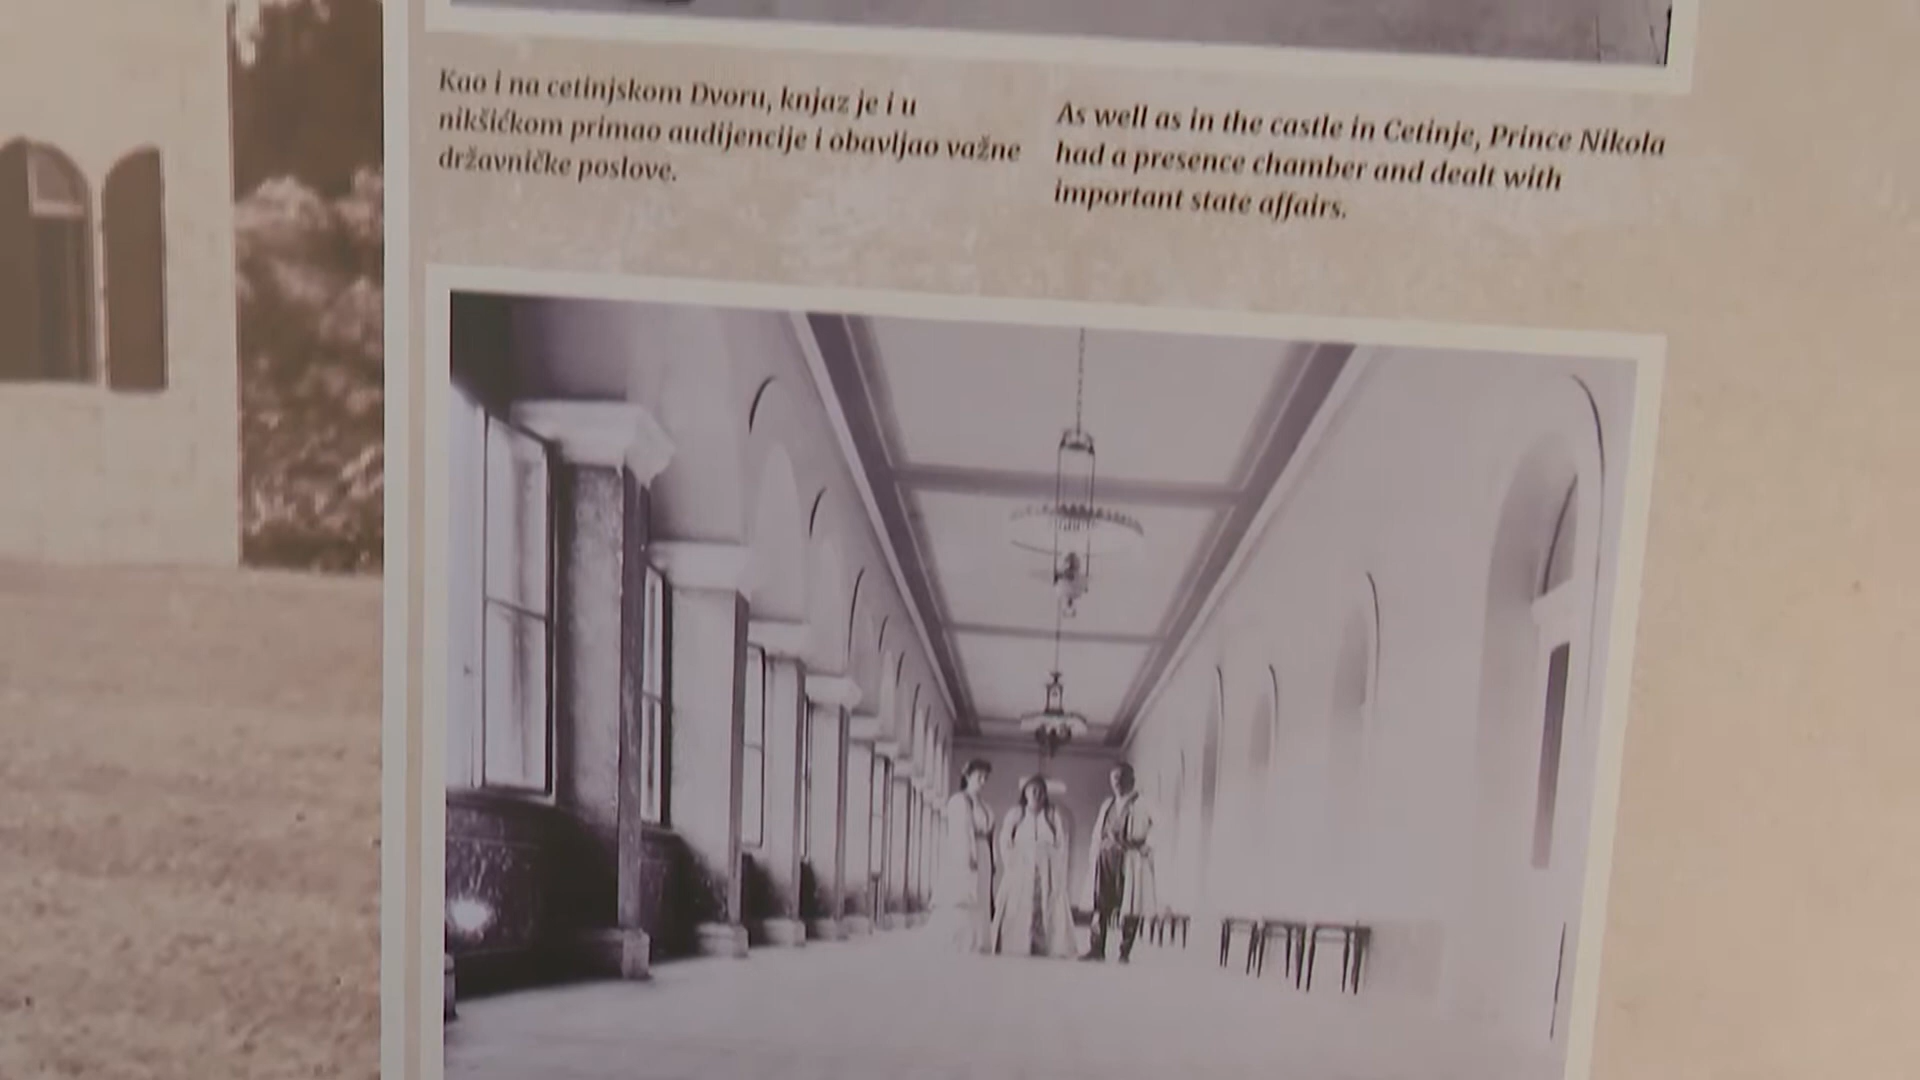 Kao i na cetinjskom Dvoru, knjaz je i u
nikšićkom primao audijencije i obavljao važne
državničke poslove.
As well as in the castle in Cetinje, Prince Nikola
had a presence chamber and dealt with
important state affairs.